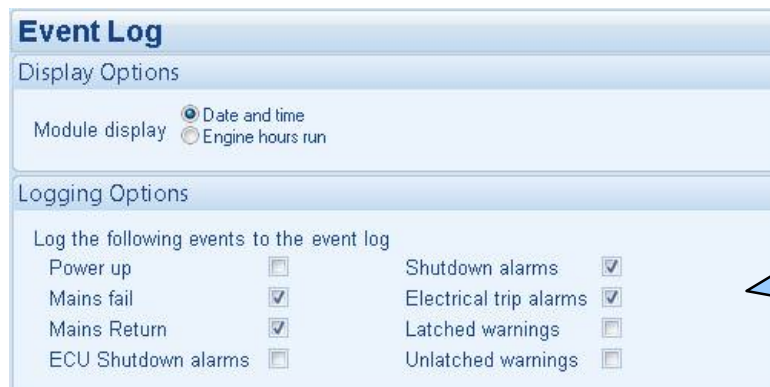 Event Log
Display Options
Module display
Date and time
Engine hours run
Logging Options
Log the following events to the event log
Power up
Shutdown alarms
Mains fail
Electrical trip alarms
Mains Return
Latched warnings
ECU Shutdown alarms
Unlatched warnings